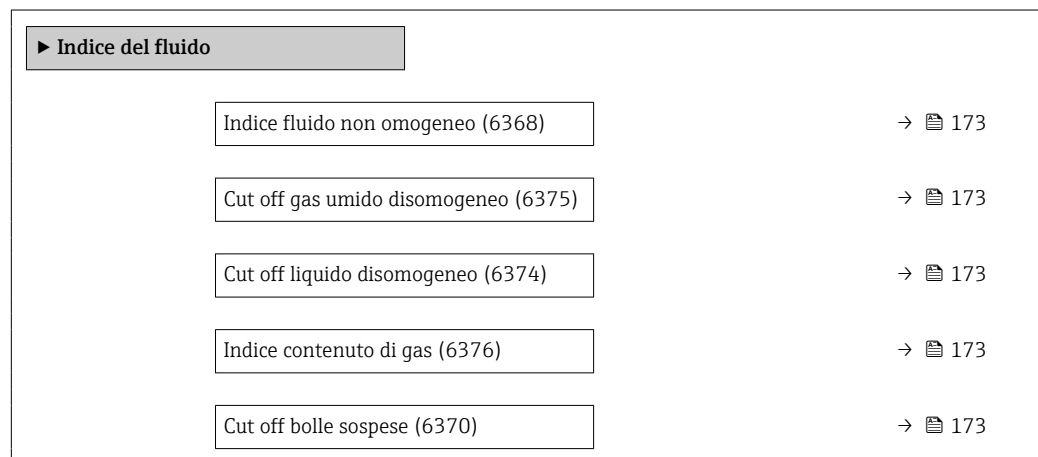 ▶ Indice del fluido
Indice fluido non omogeneo (6368) → 173
Cut off gas umido disomogeneo (6375) → 173
Cut off liquido disomogeneo (6374) → 173
Indice contenuto di gas (6376) → 173
Cut off bolle sospese (6370) → 173